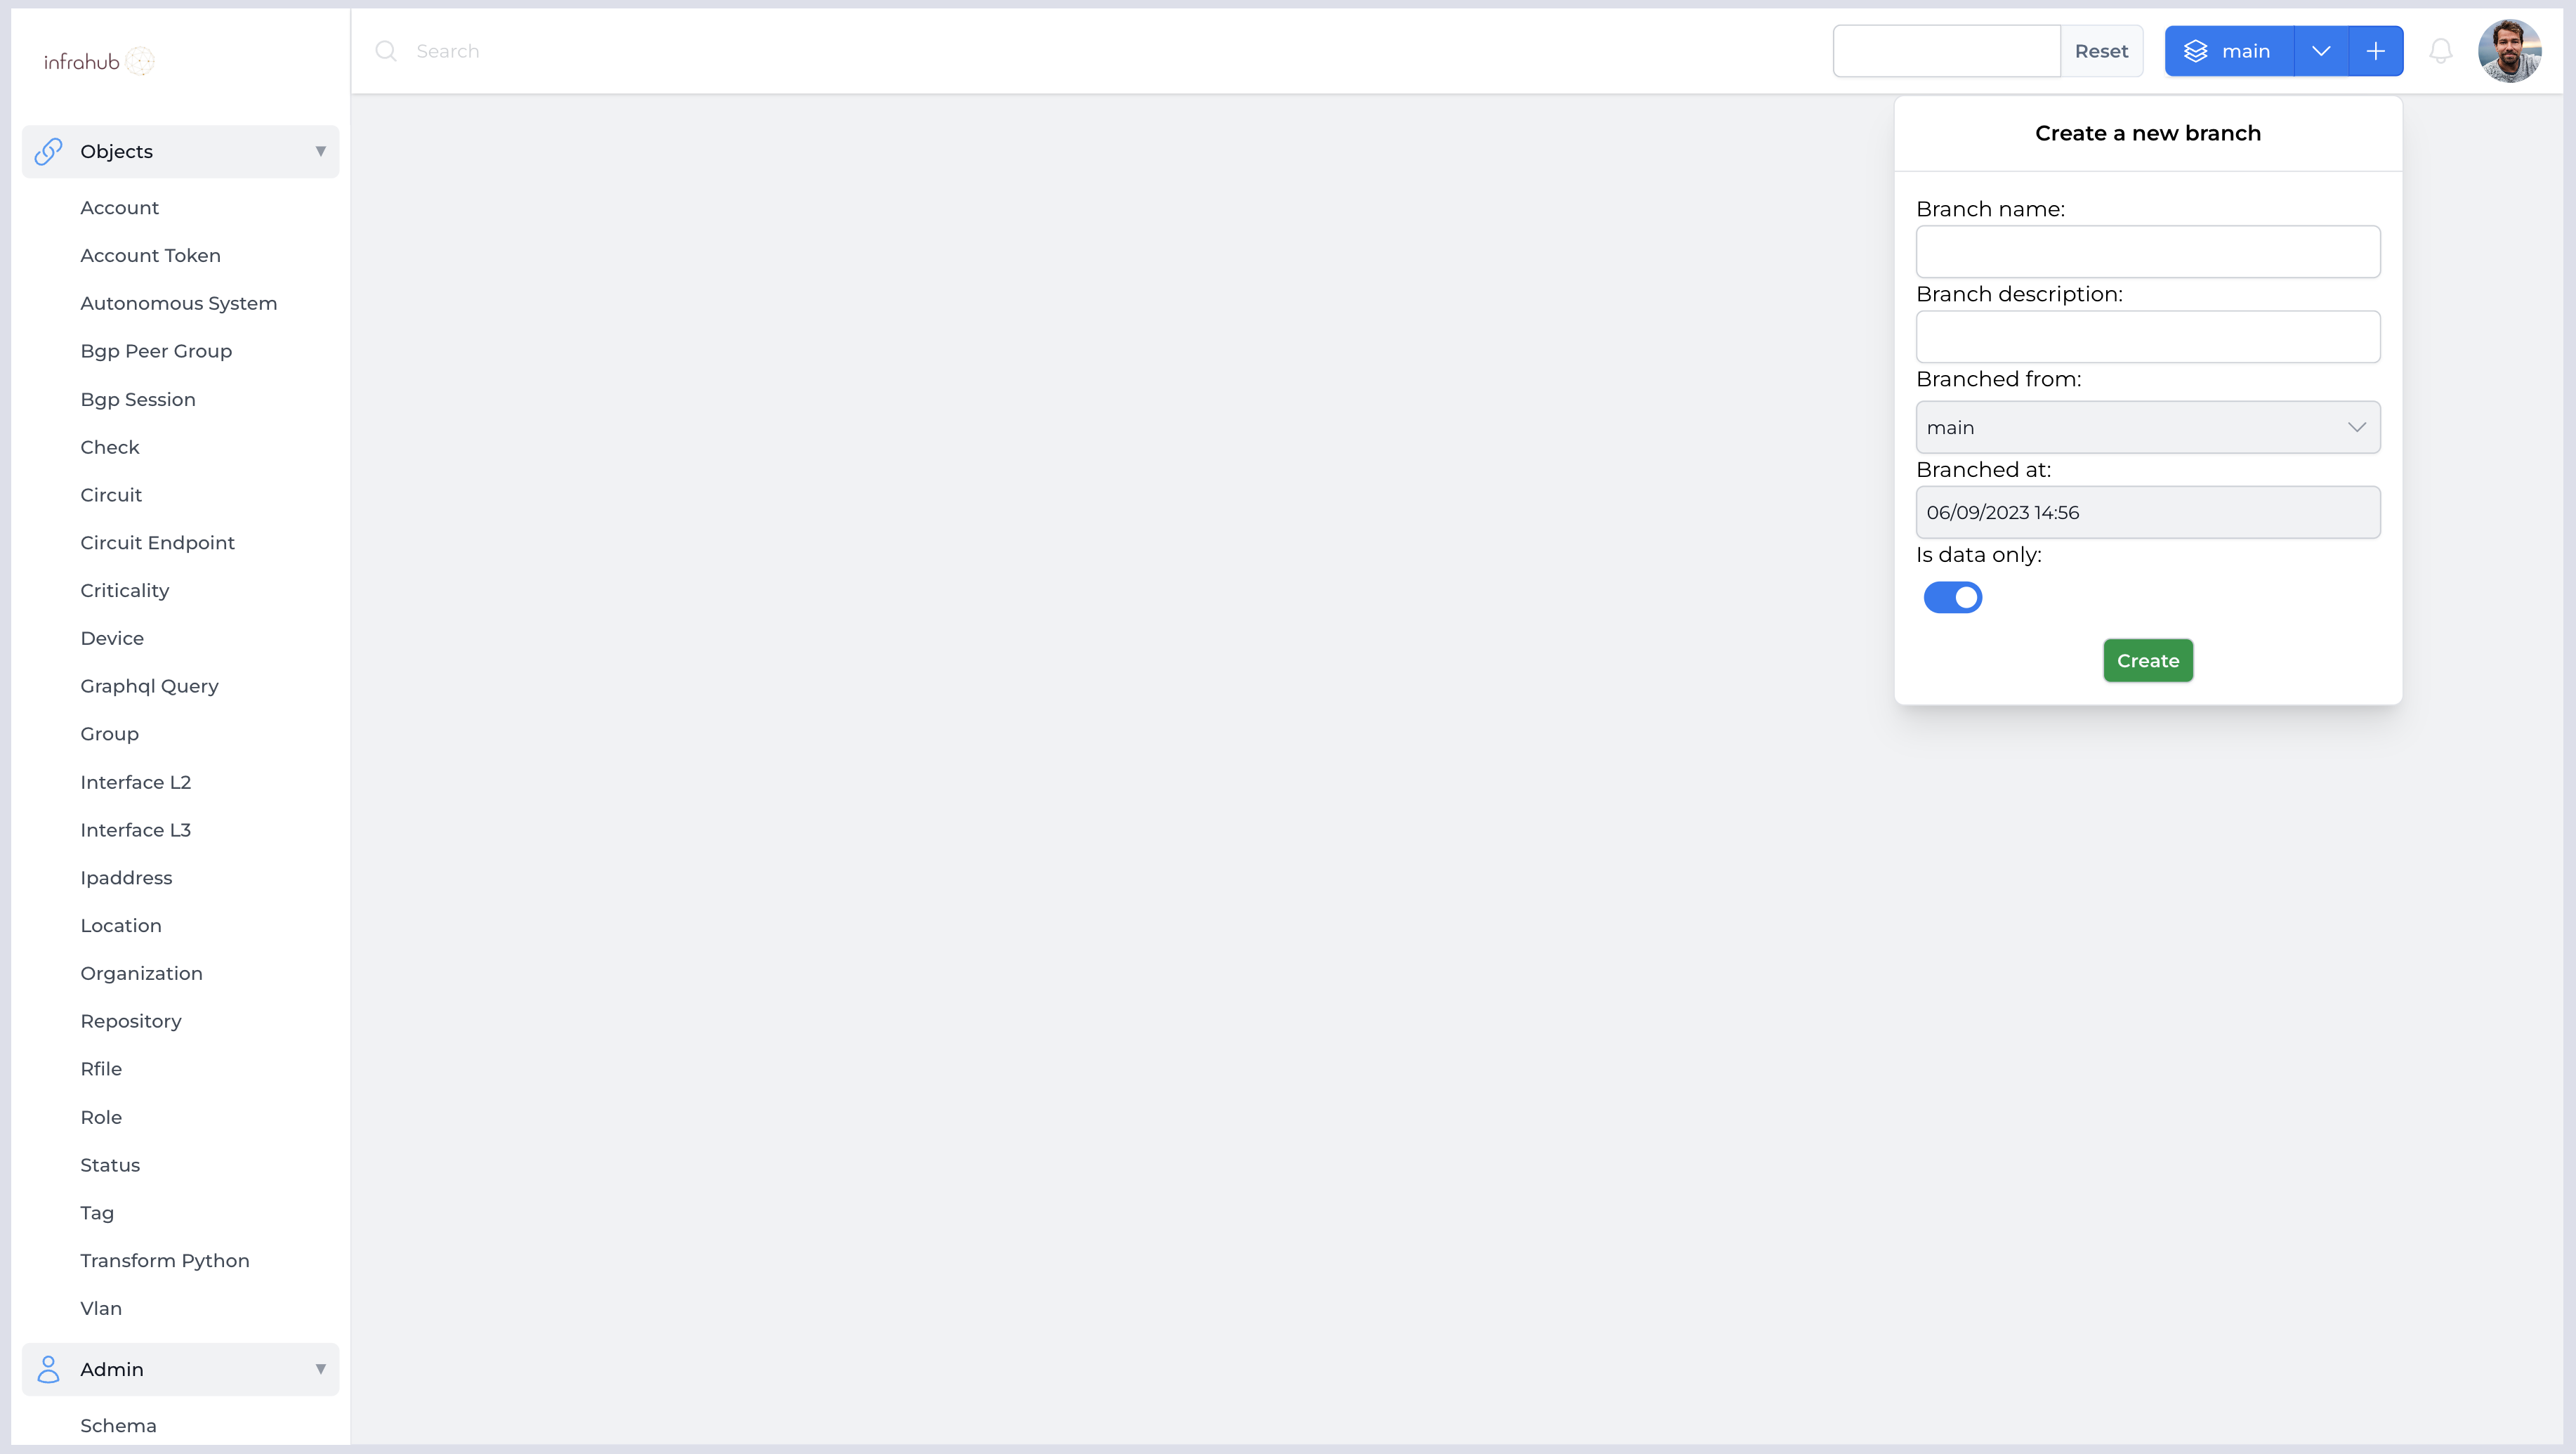 infrahub
Search
Reset
main
Create a new branch
Branch name:
Branch description:
Branched from:
main
Branched at:
06/09/2023 14:56
Is data only:
Create
Objects
Account
Account Token
Autonomous System
Bgp Peer Group
Bgp Session
Check
Circuit
Circuit Endpoint
Criticality
Device
Graphql Query
Group
Interface L2
Interface L3
Ipaddress
Location
Organization
Repository
Rfile
Role
Status
Tag
Transform Python
Vlan
Admin
Schema